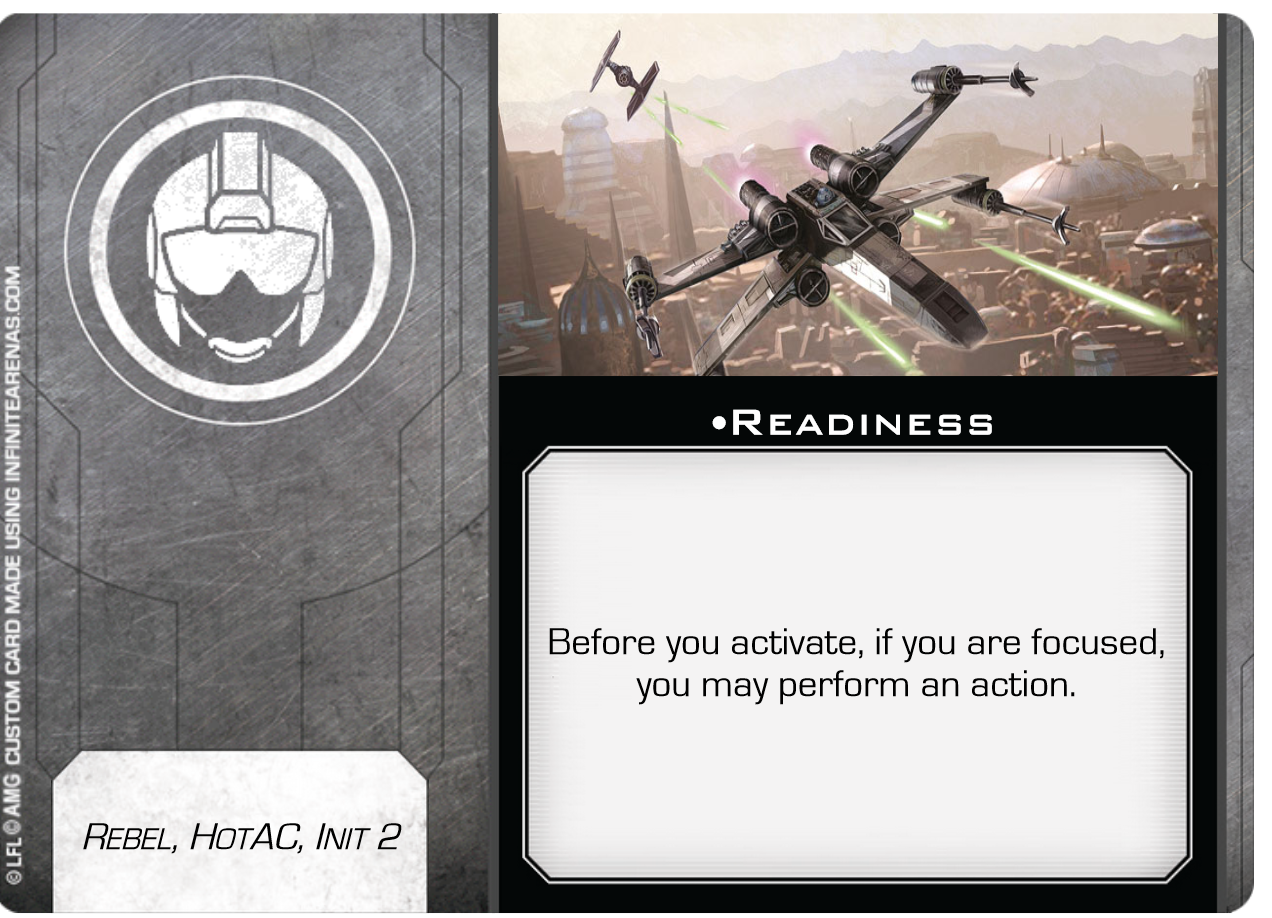 •Readiness
Before you activate, if you are focused,
you may perform an action.
Rebel, HotAC, Init 2
©LFL ©AMG CUSTOM CARD MADE USING INFINITEARENAS.COM